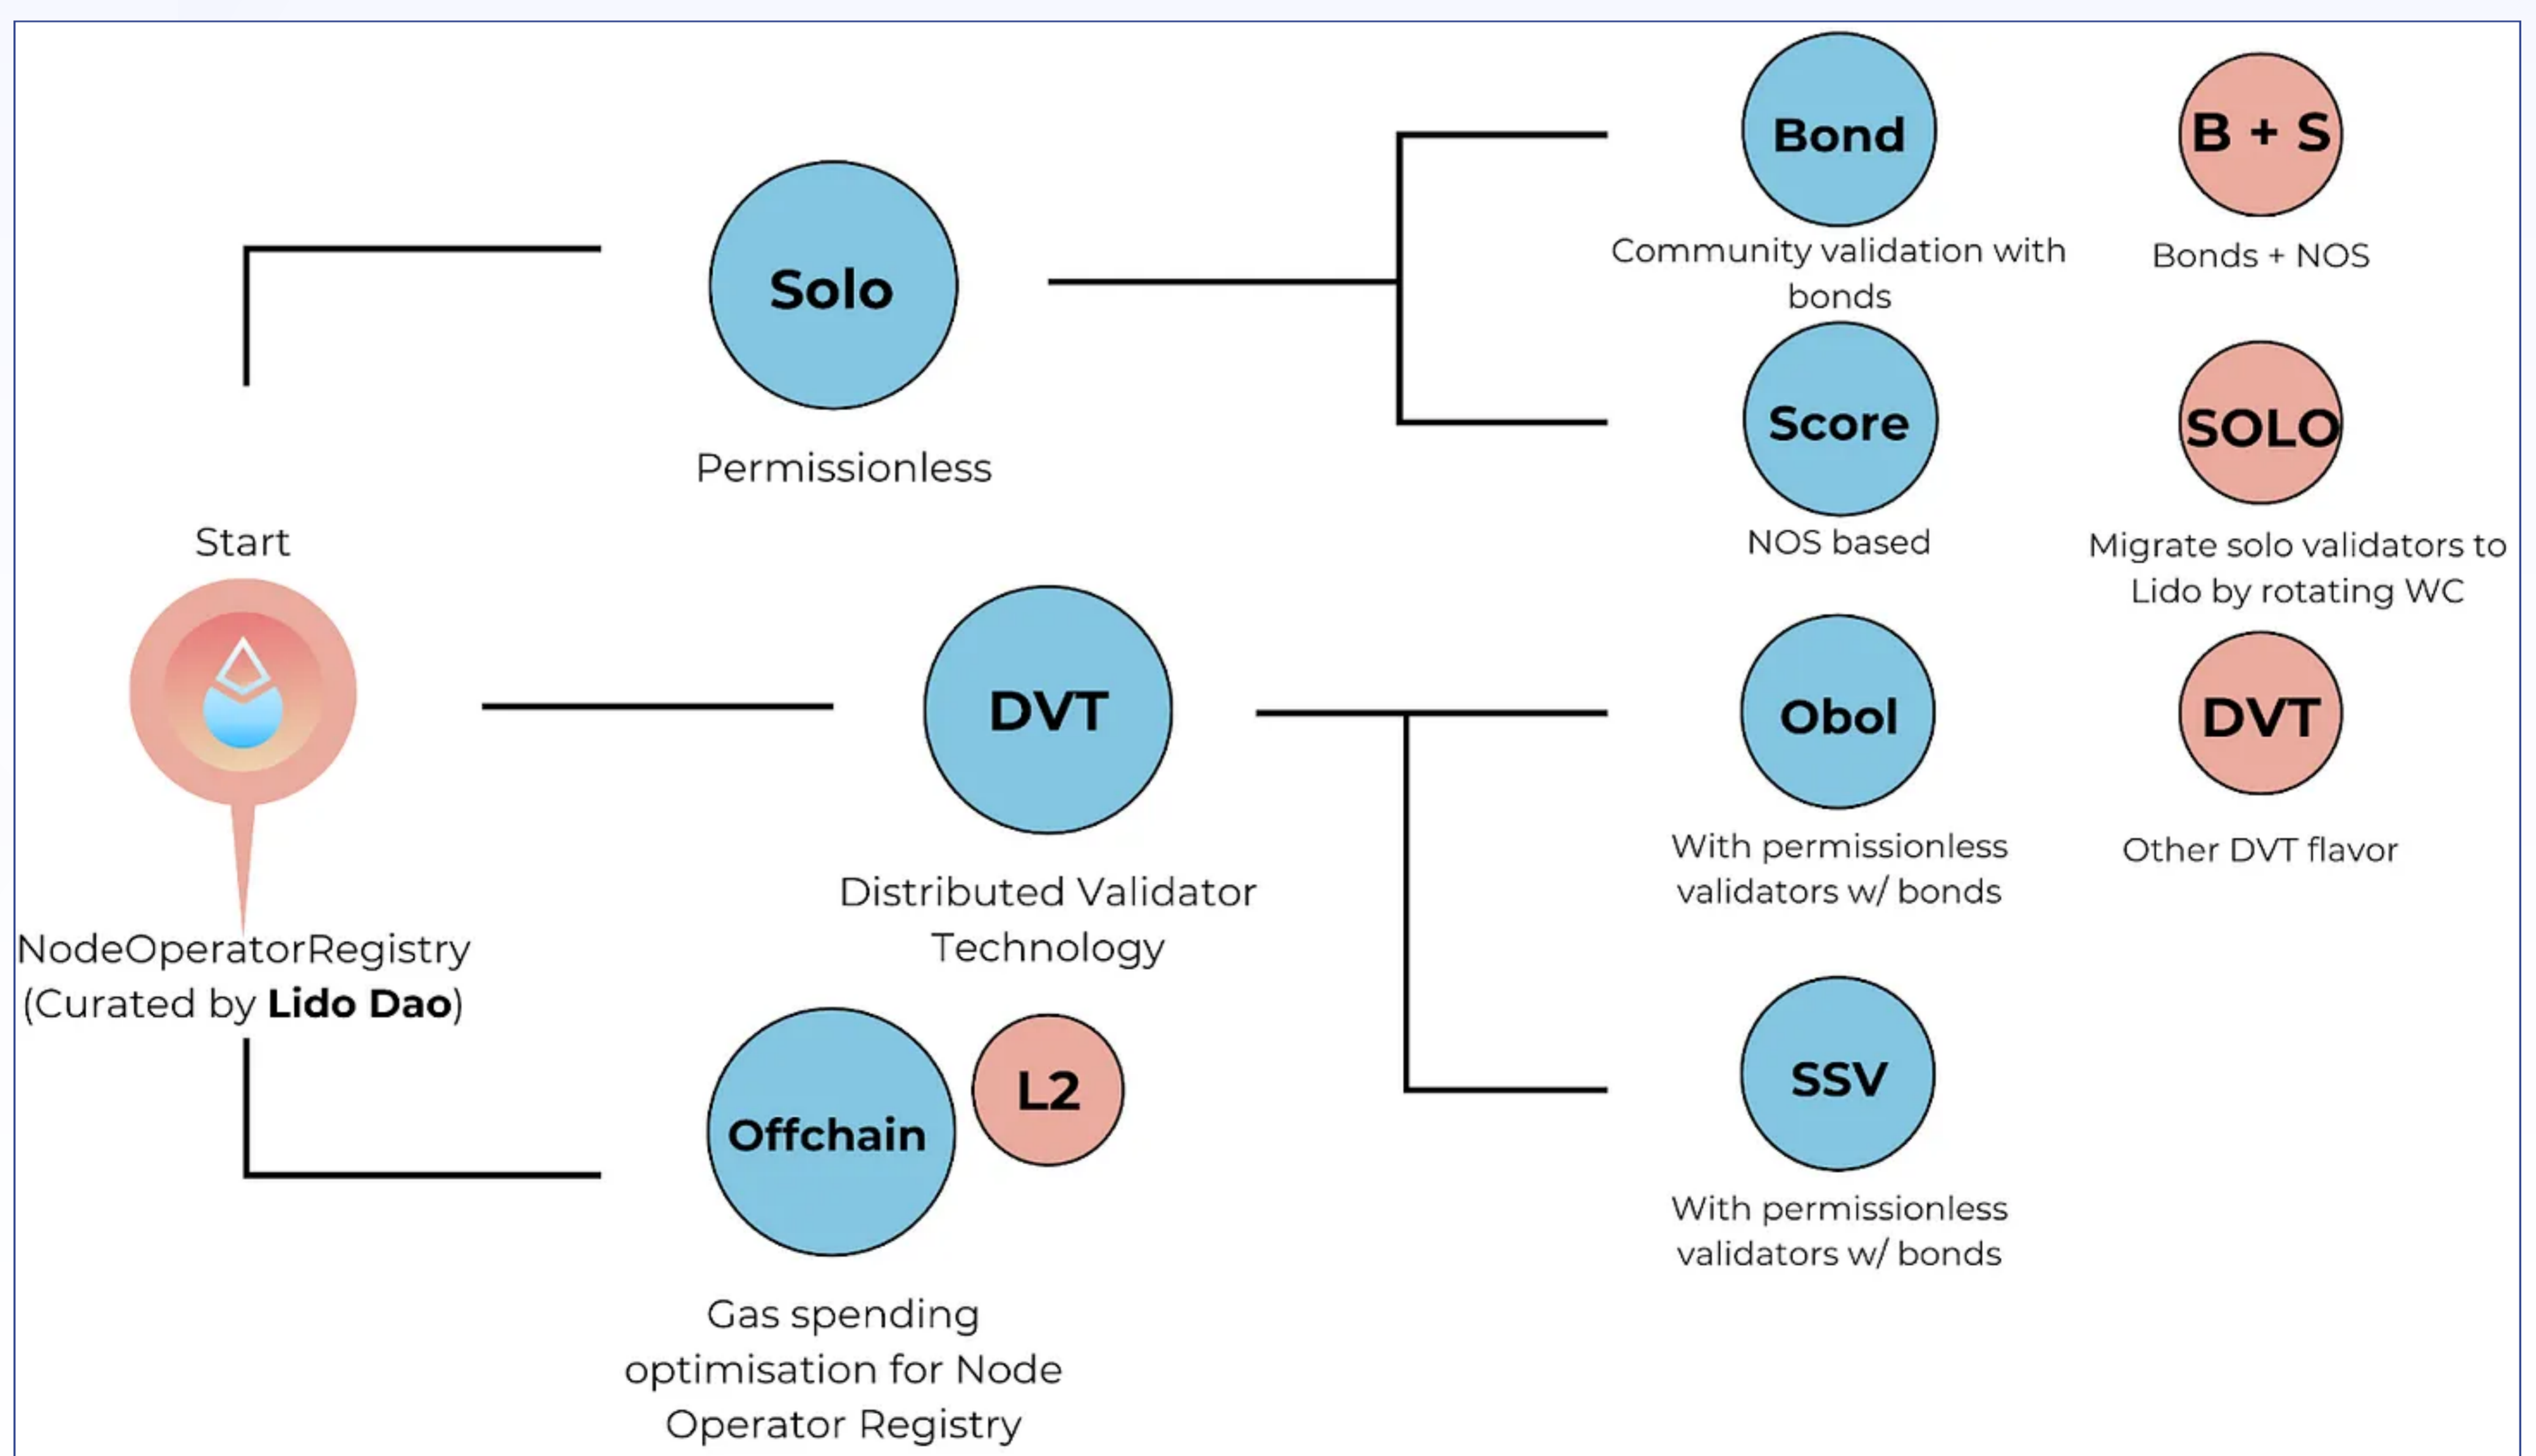 Start
NodeOperatorRegistry
(Curated by Lido Dao)
Solo
Permissionless
Bond
Community validation with
bonds
B + S
Bonds + NOS
Score
NOS based
SOLO
Migrate solo validators to
Lido by rotating WC
DVT
Distributed Validator
Technology
Obol
With permissionless
validators w/ bonds
DVT
Other DVT flavor
SSV
With permissionless
validators w/ bonds
Offchain
L2
Gas spending
optimisation for Node
Operator Registry